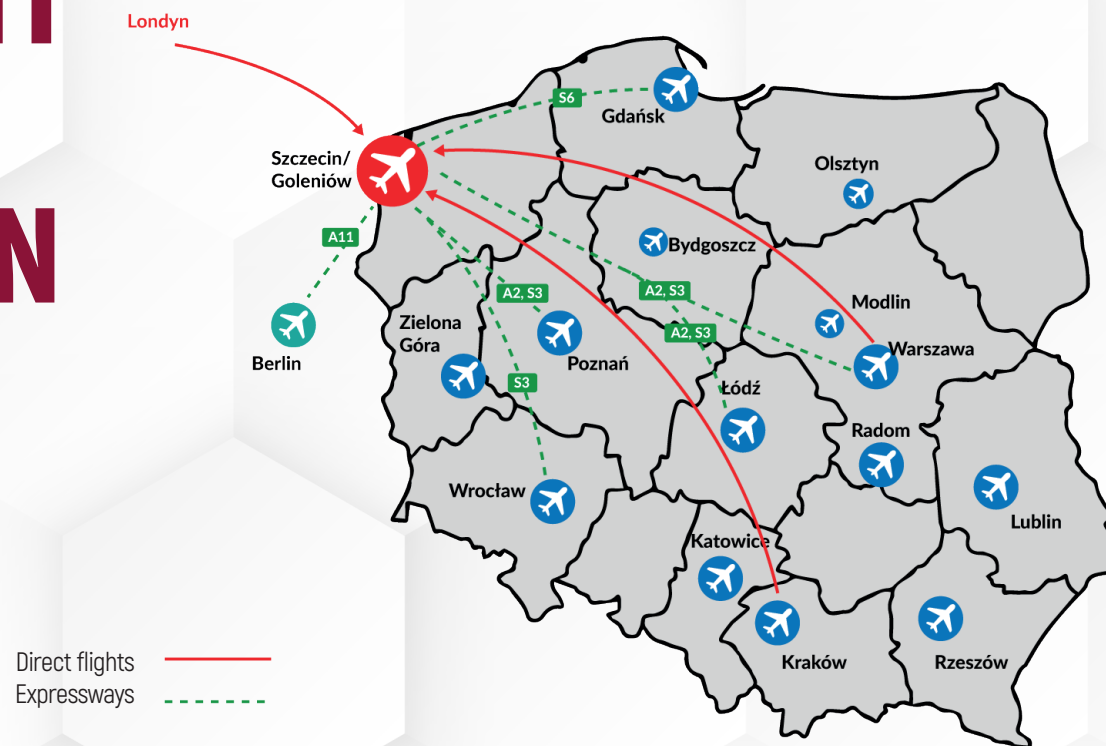 Londyn
S6
Gdańsk
Szczecin/
Goleniów
Olsztyn
A11
Bydgoszcz
A2, S3
A2, S3
Modlin
Zielona
Góra
A2, S3
Warszawa
Berlin
Poznań
S3
Łódź
Radom
Wrocław
Lublin
Katowice
Kraków
Rzeszów
Direct flights
Expressways
N